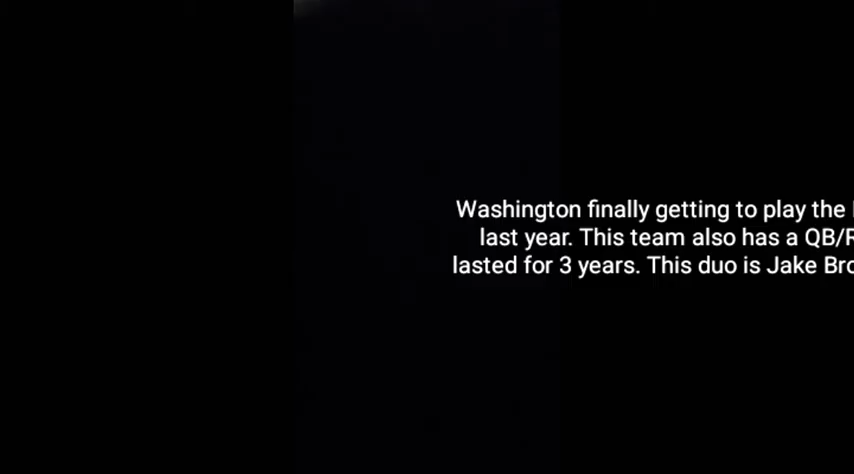 Washington finally getting to play the
last year. This team also has a QB/R
lasted for 3 years. This duo is Jake Bro